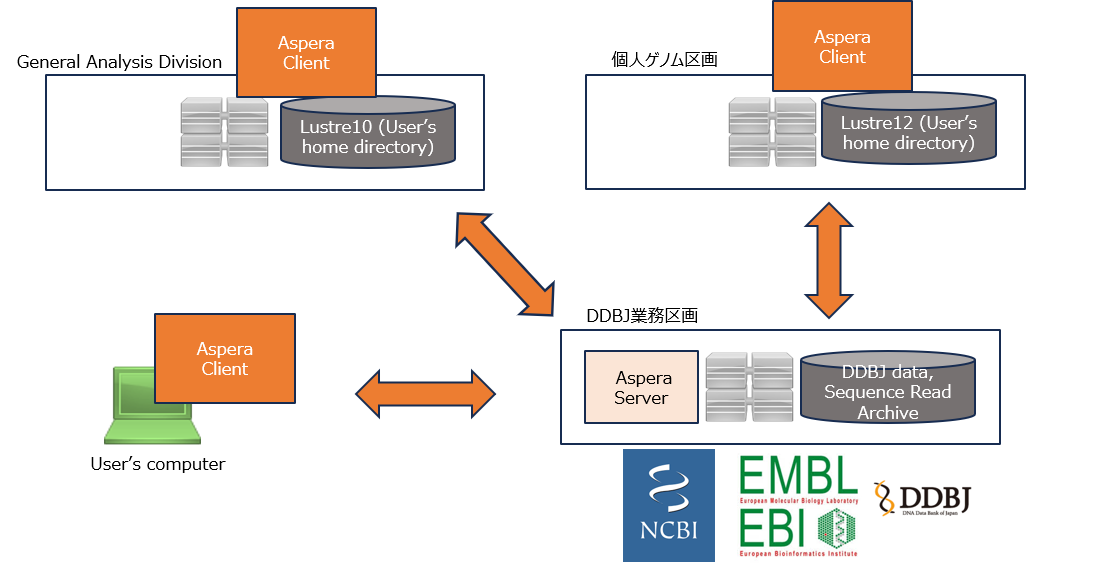 Aspera
Client
General Analysis Division
Lustre10 (User’s
home directory)
Aspera
Client
個人ゲノム区画
Lustre12 (User’s
home directory)
DDBJ業務区画
Aspera
Client
User’s computer
Aspera
Server
DDBJ data,
Sequence Read
Archive
NCBI
EMBL
European Molecular Biology Laboratory
EBI
European Bioinformatics Institute
DDBJ
DNA Data Bank of Japan